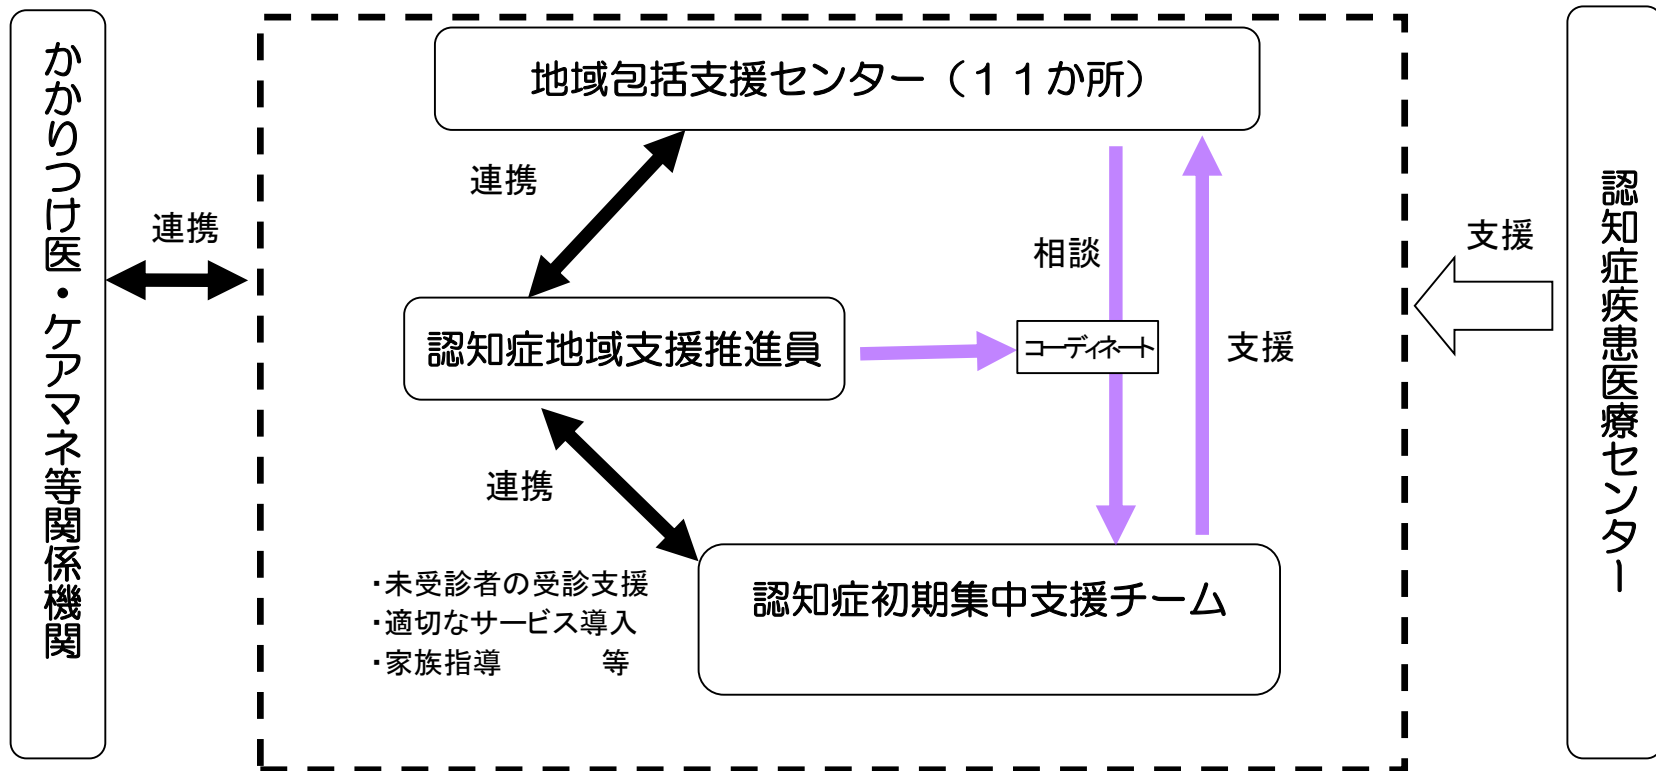 かかりつけ医・ケアマネ等関係機関
連携
地域包括支援センター（１１か所）
連携
相談
認知症地域支援推進員
コーディネート
支援
連携
・未受診者の受診支援
・適切なサービス導入
・家族指導　　　等
認知症初期集中支援チーム
支援
認知症疾患医療センター